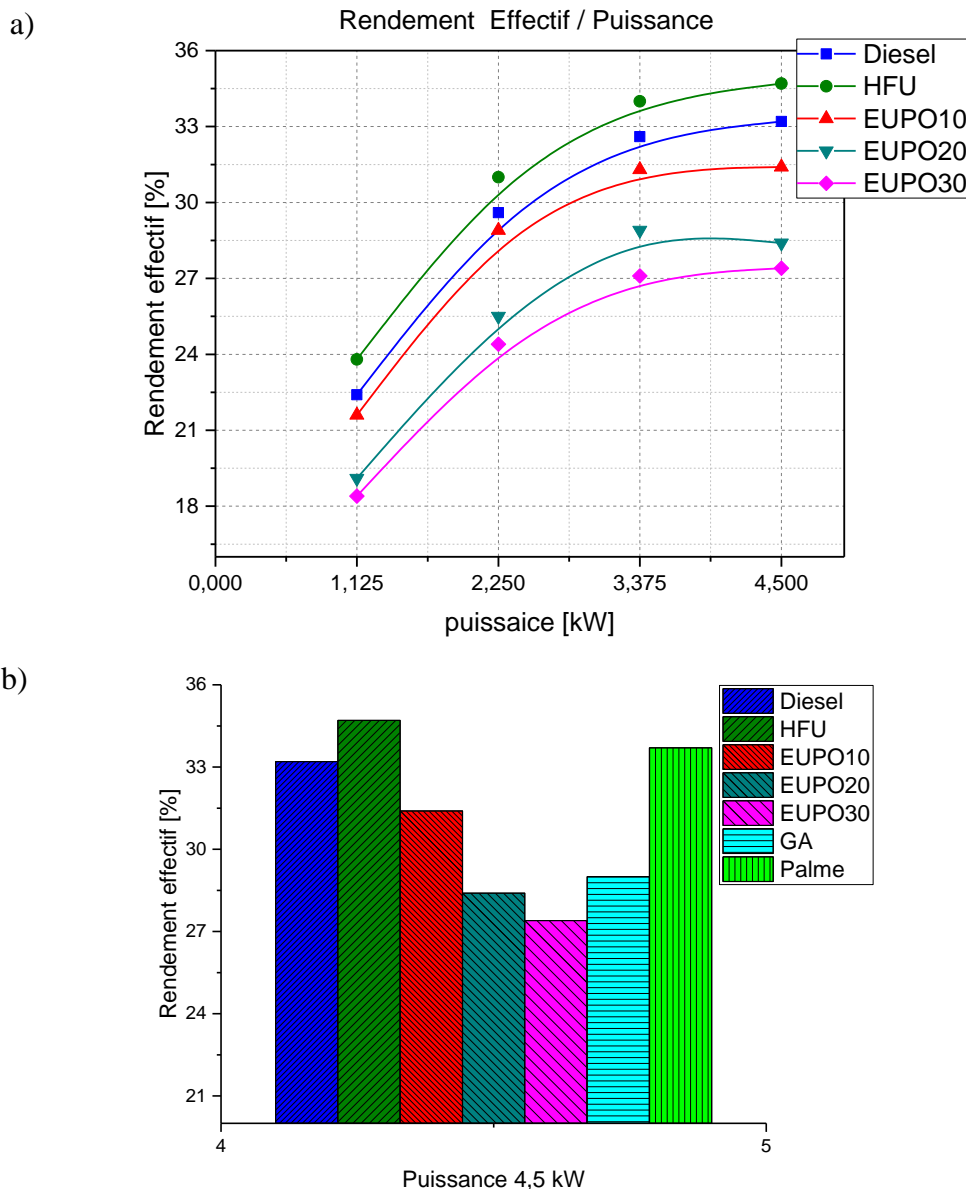 a)
Rendement Effectif / Puissance
36
33
30
27
24
21
18
Rendement effectif [%]
0,000
1,125
2,250
3,375
4,500
puissaice [kW]
Diesel
HFU
EUPO10
EUPO20
EUPO30
b)
36
33
30
27
24
21
Rendement effectif [%]
4
5
Puissance 4,5 kW
Diesel
HFU
EUPO10
EUPO20
EUPO30
GA
Palme